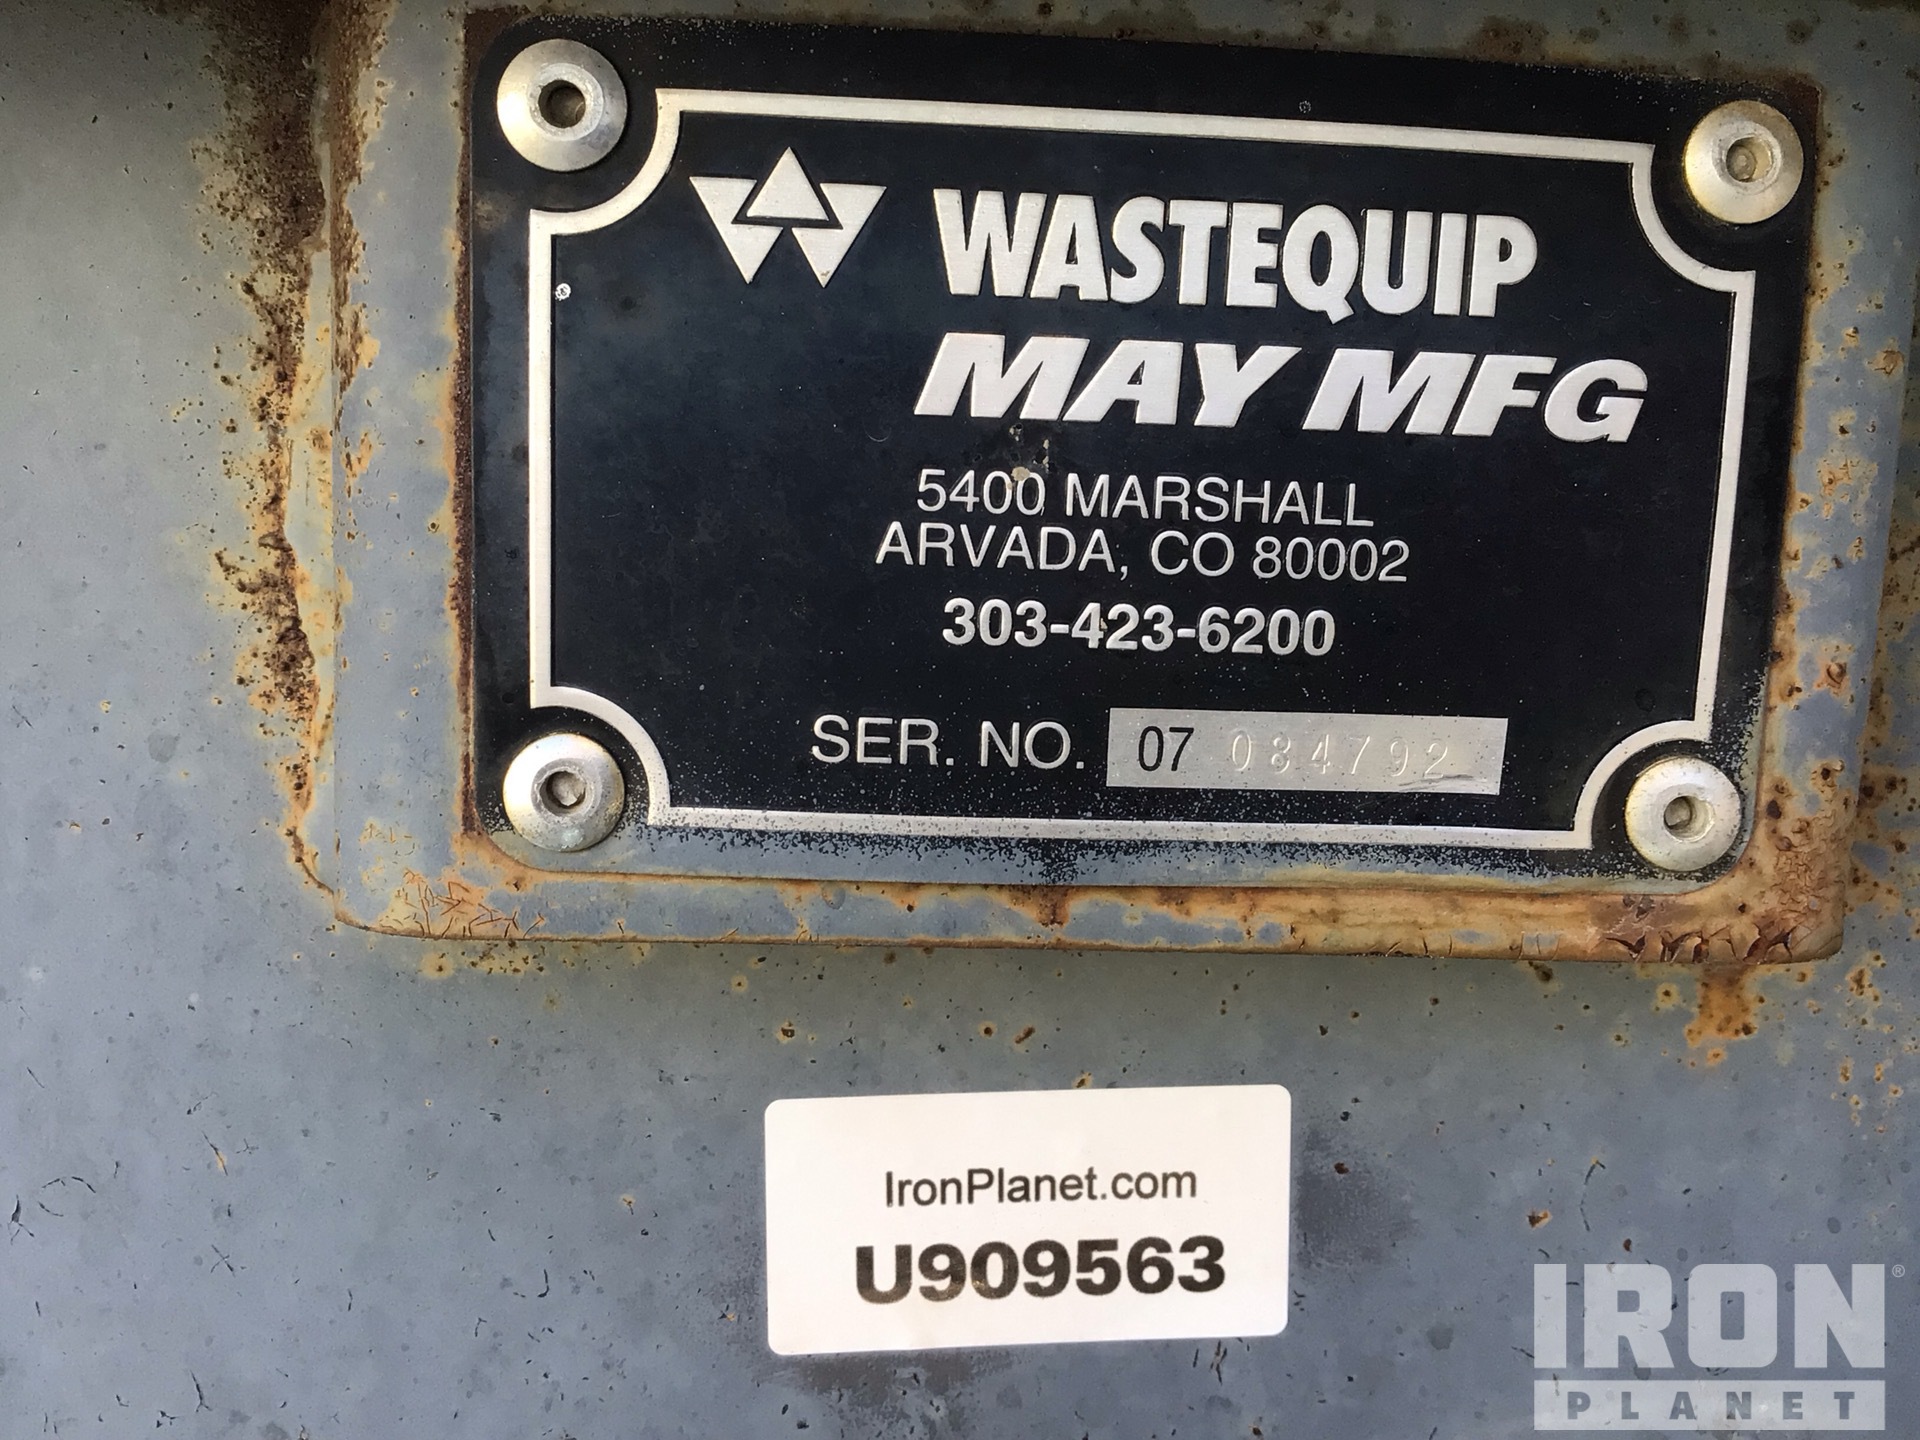 WASTEQUIP
MAY MFG
5400 MARSHALL
ARVADA, CO 80002
303-423-6200
SER. NO. 07 084792
IronPlanet.com
U909563
IRON®
PLANET